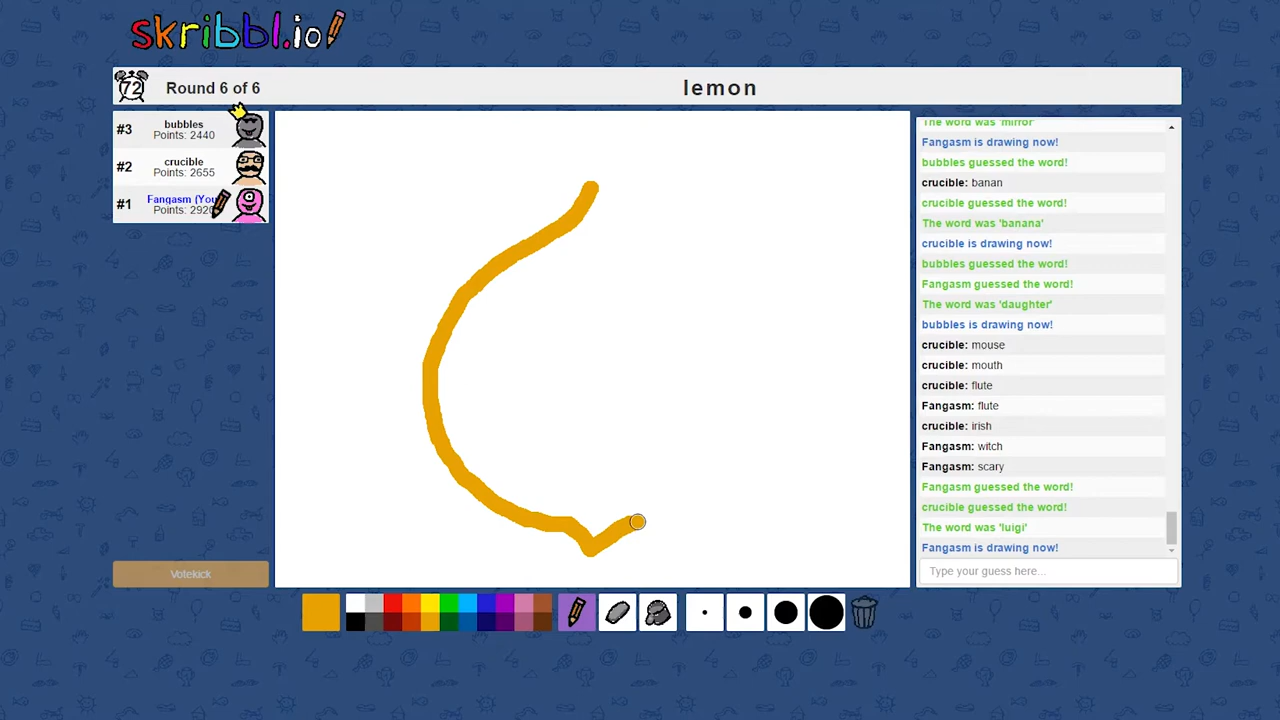 skribbl.io
72 Round 6 of 6
lemon
#3 bubbles
Points: 2440
#2 crucible
Points: 2655
#1 Fangasm (You
Points: 2920
The word was 'mirror'
Fangasm is drawing now!
bubbles guessed the word!
crucible: banan
crucible guessed the word!
The word was 'banana'
crucible is drawing now!
bubbles guessed the word!
Fangasm guessed the word!
The word was 'daughter'
bubbles is drawing now!
crucible: mouse
crucible: mouth
crucible: flute
Fangasm: flute
crucible: irish
Fangasm: witch
Fangasm: scary
Fangasm guessed the word!
crucible guessed the word!
The word was 'luigi'
Fangasm is drawing now!
Type your guess here...
Votekick